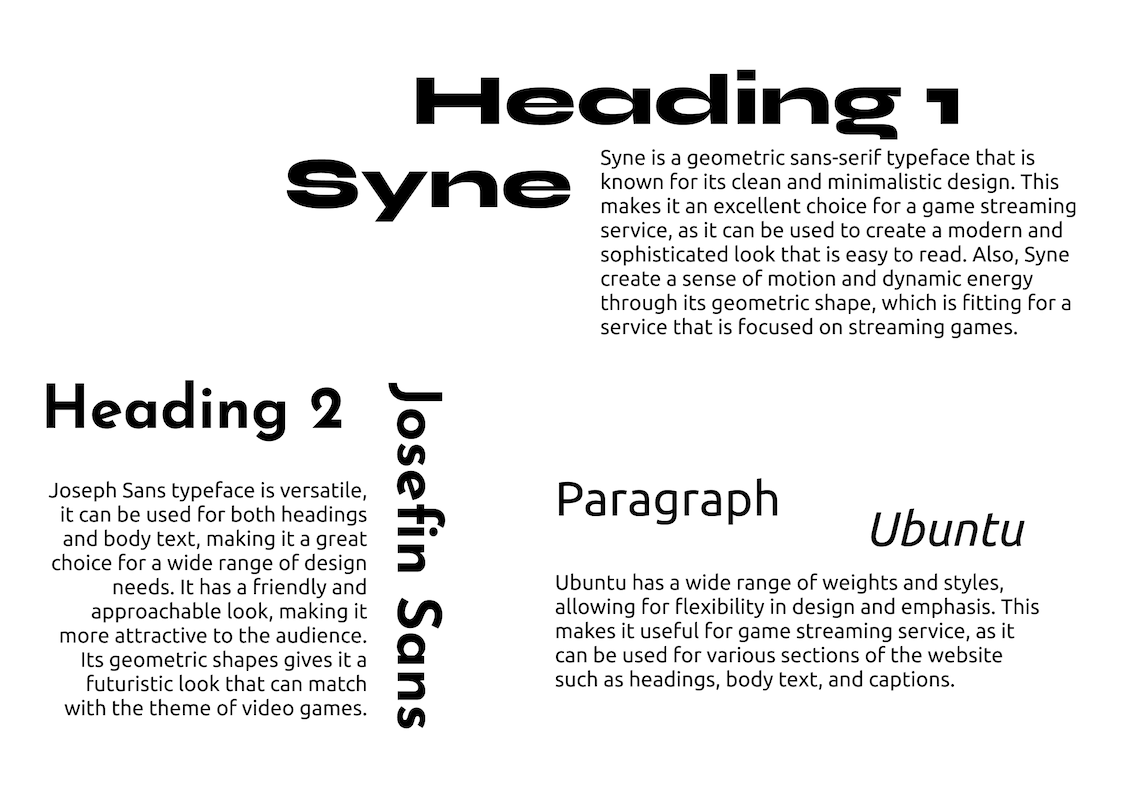 Heading 1
Syne
Syne is a geometric sans-serif typeface that is
known for its clean and minimalistic design. This
makes it an excellent choice for a game streaming
service, as it can be used to create a modern and
sophisticated look that is easy to read. Also, Syne
create a sense of motion and dynamic energy
through its geometric shape, which is fitting for a
service that is focused on streaming games.
Heading 2
Josefin Sans
Joseph Sans typeface is versatile,
it can be used for both headings
and body text, making it a great
choice for a wide range of design
needs. It has a friendly and
approachable look, making it
more attractive to the audience.
Its geometric shapes gives it a
futuristic look that can match
with the theme of video games.
Paragraph
Ubuntu
Ubuntu has a wide range of weights and styles,
allowing for flexibility in design and emphasis. This
makes it useful for game streaming service, as it
can be used for various sections of the website
such as headings, body text, and captions.